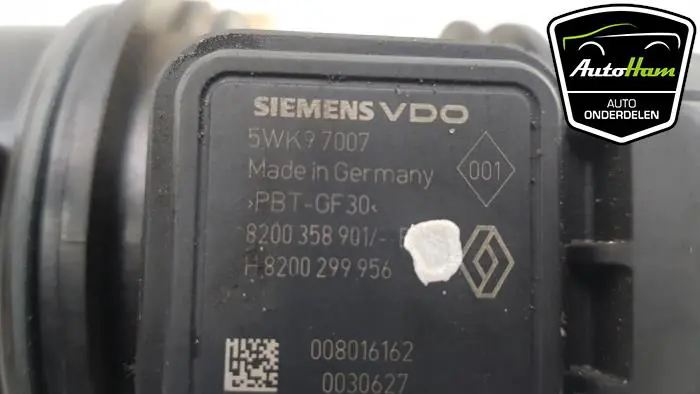 SIEMENS VDO
5WK9 7007
Made in Germany
001
>PBT-GF30<
8200 358 901/-
H 8200 299 956
008016162
0030627
AutoHam
AUTO
ONDERDELEN